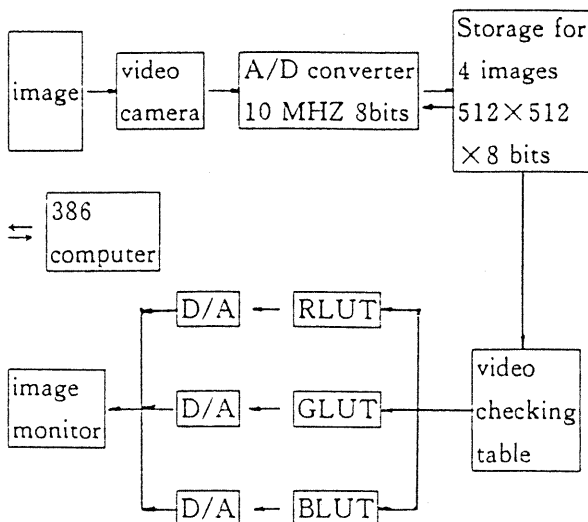 image
video
camera
A/D converter
10 MHZ 8bits
Storage for
4 images
512×512
×8 bits
386
computer
D/A
RLUT
image
monitor
D/A
GLUT
video
checking
table
D/A
BLUT